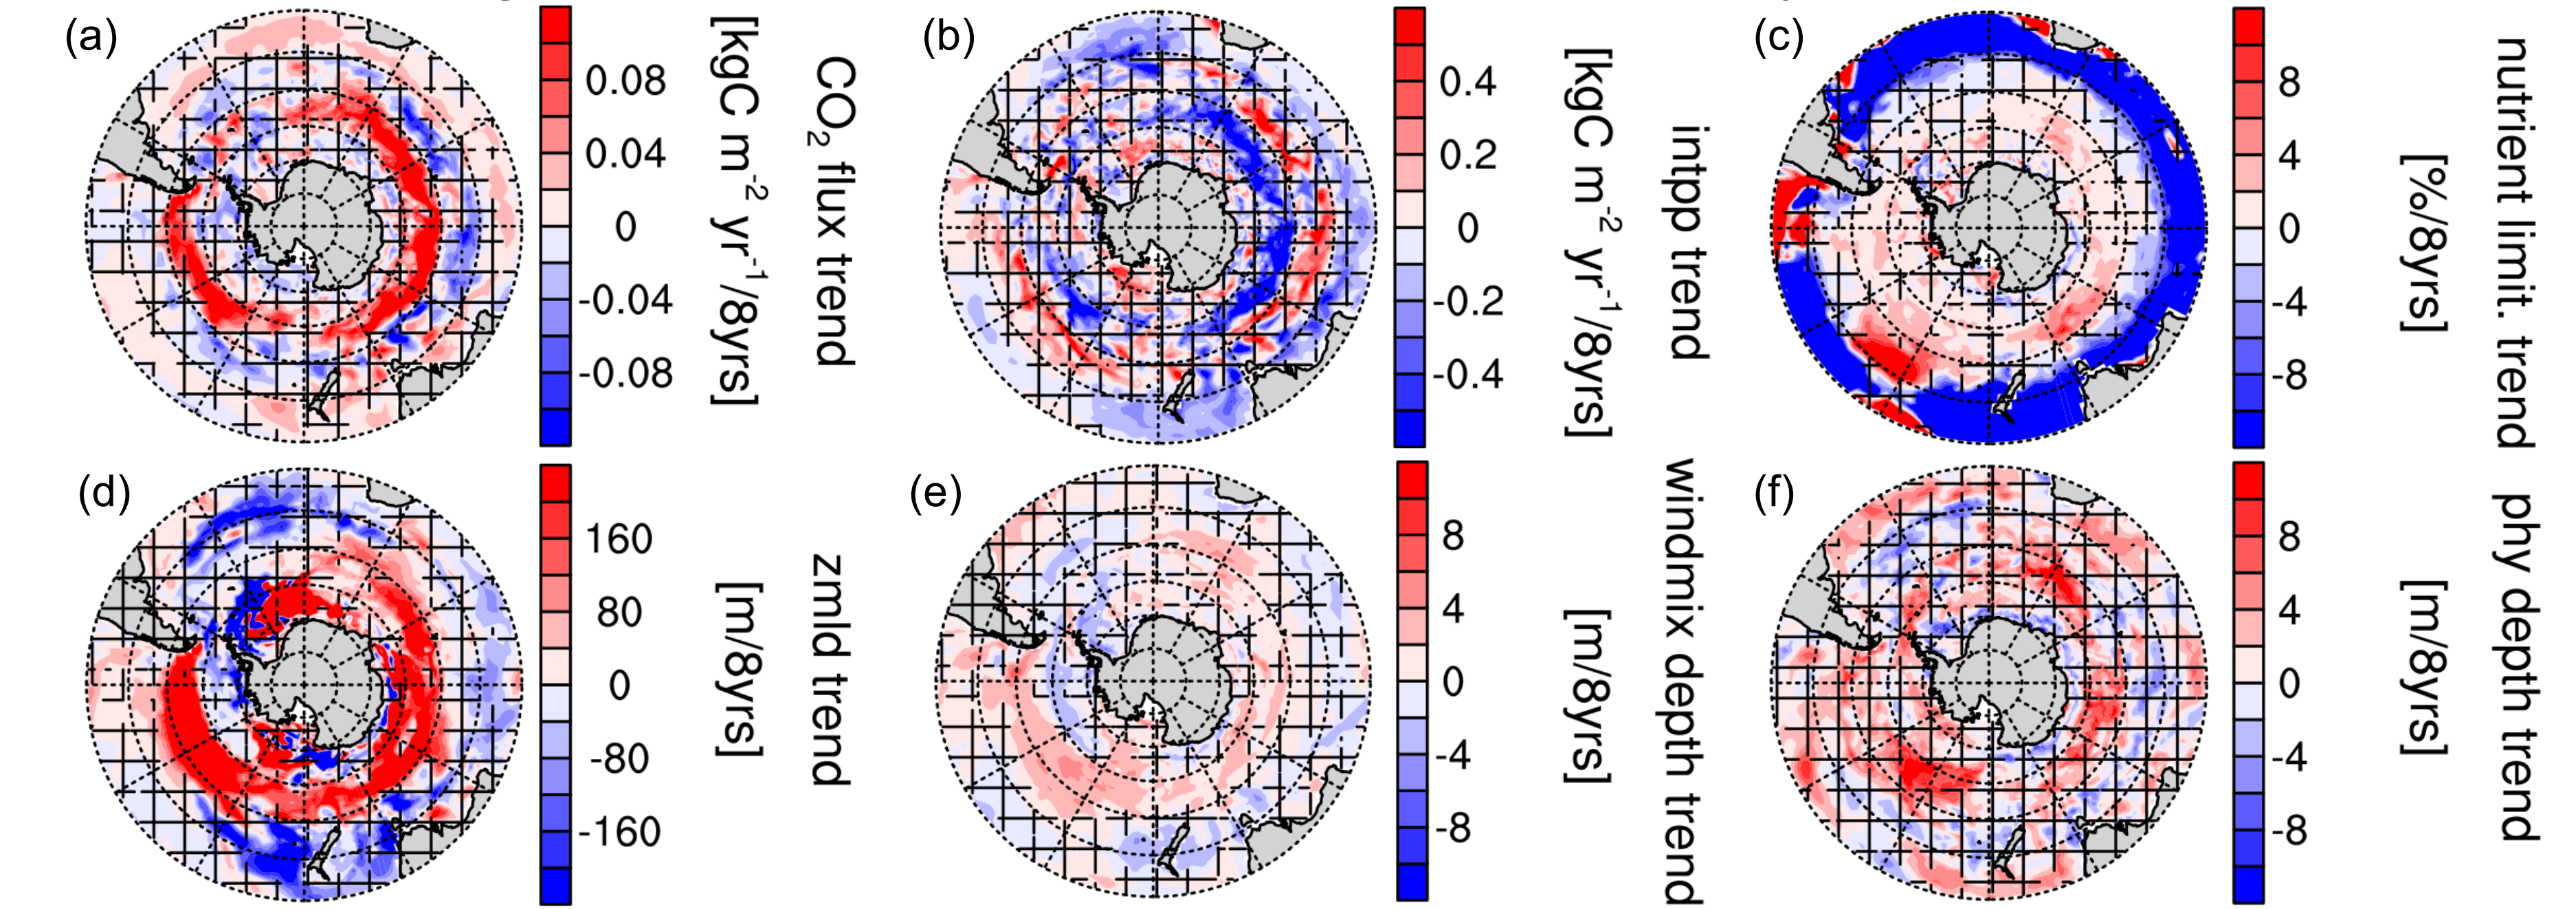 (a)
0.08
0.04
0
-0.04
-0.08
CO2 flux trend
[kgC m-2 yr-1/8yrs]
(b)
0.4
0.2
0
-0.2
-0.4
intpp trend
[kgC m-2 yr-1/8yrs]
(c)
8
4
0
-4
-8
nutrient limit. trend
[%/8yrs]
(d)
160
80
0
-80
-160
zmld trend
[m/8yrs]
(e)
8
4
0
-4
-8
windmix depth trend
[m/8yrs]
(f)
8
4
0
-4
-8
phy depth trend
[m/8yrs]